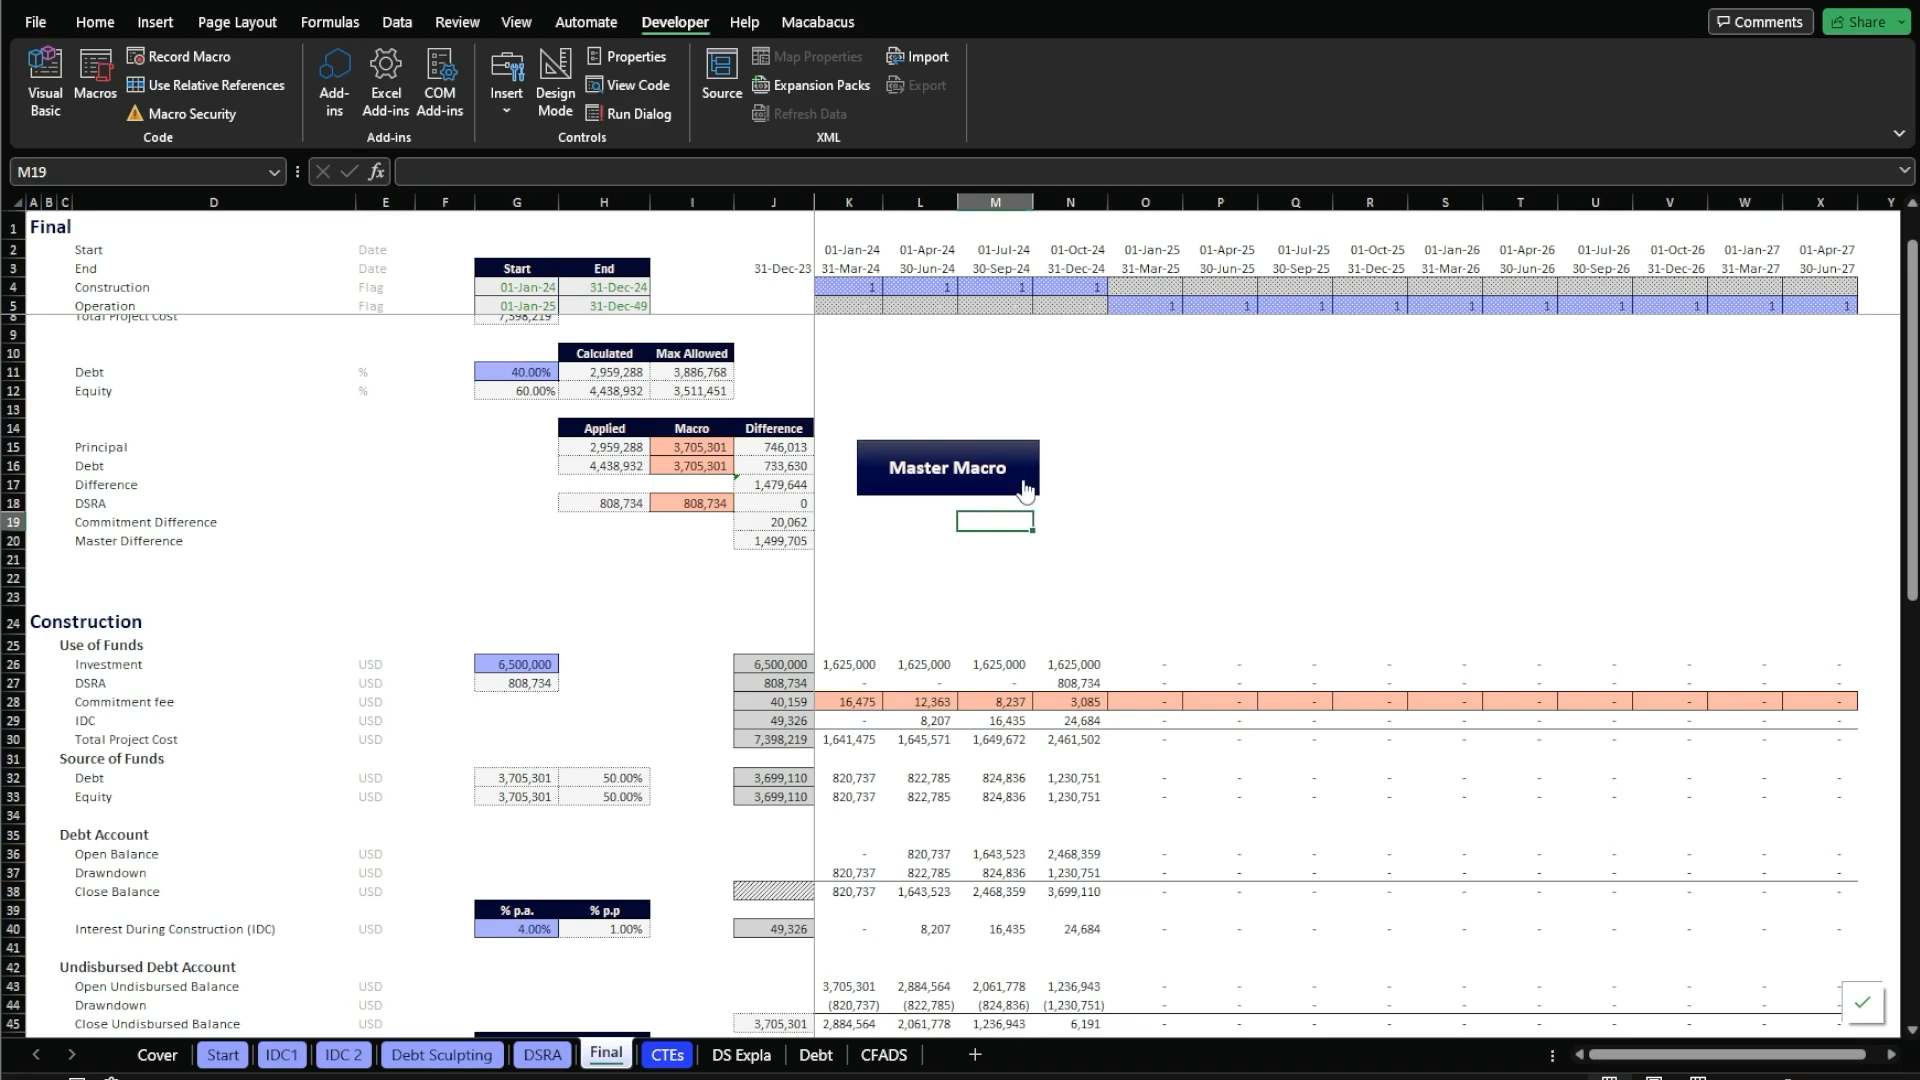 File Home Insert Page Layout Formulas Data Review View Automate Developer Help Macabacus Comments Share
Visual Basic
Macros
Record Macro
Use Relative References
Macro Security
Code
Add-ins
Excel Add-ins
COM Add-ins
Add-ins
Insert
Design Mode
Properties
View Code
Run Dialog
Controls
Source
Map Properties
Expansion Packs
Refresh Data
Import
Export
XML
M19 fx
A B C D E F G H I J K L M N O P Q R S T U V W X Y
1 Final
2 Start Date 01-Jan-24 01-Apr-24 01-Jul-24 01-Oct-24 01-Jan-25 01-Apr-25 01-Jul-25 01-Oct-25 01-Jan-26 01-Apr-26 01-Jul-26 01-Oct-26 01-Jan-27 01-Apr-27
3 End Date Start End 31-Dec-23 31-Mar-24 30-Jun-24 30-Sep-24 31-Dec-24 31-Mar-25 30-Jun-25 30-Sep-25 31-Dec-25 31-Mar-26 30-Jun-26 30-Sep-26 31-Dec-26 31-Mar-27 30-Jun-27
4 Construction Flag 01-Jan-24 31-Dec-24 1 1 1 1
5 Operation Flag 01-Jan-25 31-Dec-49 1 1 1 1 1 1 1 1 1 1
8 Total Project Cost 7,398,219
9
10 Calculated Max Allowed
11 Debt % 40.00% 2,959,288 3,886,768
12 Equity % 60.00% 4,438,932 3,511,451
13
14 Applied Macro Difference
15 Principal 2,959,288 3,705,301 746,013
16 Debt 4,438,932 3,705,301 733,630
Master Macro
17 Difference 1,479,644
18 DSRA 808,734 808,734 0
19 Commitment Difference 20,062
20 Master Difference 1,499,705
21
22
23
24 Construction
25 Use of Funds
26 Investment USD 6,500,000 6,500,000 1,625,000 1,625,000 1,625,000 1,625,000 - - - - - - - - - -
27 DSRA USD 808,734 808,734 - - - 808,734 - - - - - - - - - -
28 Commitment fee USD 40,159 16,475 12,363 8,237 3,085 - - - - - - - - - -
29 IDC USD 49,326 - 8,207 16,435 24,684 - - - - - - - - - -
30 Total Project Cost USD 7,398,219 1,641,475 1,645,571 1,649,672 2,461,502 - - - - - - - - - -
31 Source of Funds
32 Debt USD 3,705,301 50.00% 3,699,110 820,737 822,785 824,836 1,230,751 - - - - - - - - - -
33 Equity USD 3,705,301 50.00% 3,699,110 820,737 822,785 824,836 1,230,751 - - - - - - - - - -
34
35 Debt Account
36 Open Balance USD - 820,737 1,643,523 2,468,359 - - - - - - - - - -
37 Drawndown USD 820,737 822,785 824,836 1,230,751 - - - - - - - - - -
38 Close Balance USD 820,737 1,643,523 2,468,359 3,699,110 - - - - - - - - - -
39 % p.a. % p.p
40 Interest During Construction (IDC) USD 4.00% 1.00% 49,326 - 8,207 16,435 24,684 - - - - - - - - - -
41
42 Undisbursed Debt Account
43 Open Undisbursed Balance USD 3,705,301 2,884,564 2,061,778 1,236,943 - - - - - - - - - -
44 Drawndown USD (820,737) (822,785) (824,836) (1,230,751) - - - - - - - - -
45 Close Undisbursed Balance USD 3,705,301 2,884,564 2,061,778 1,236,943 6,191 - - - - - - - - - -
Cover Start IDC1 IDC 2 Debt Sculpting DSRA Final CTEs DS Expla Debt CFADS